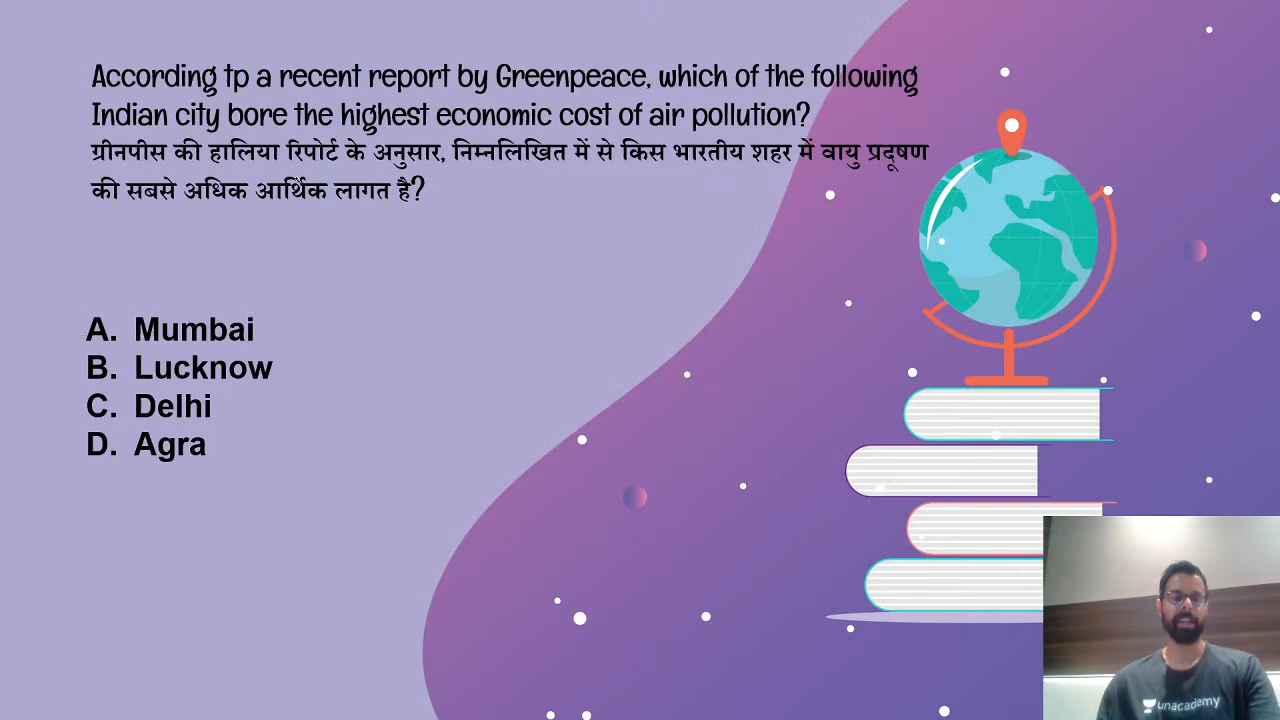 According tp a recent report by Greenpeace, which of the following
Indian city bore the highest economic cost of air pollution?
ग्रीनपीस की हालिया रिपोर्ट के अनुसार, निम्नलिखित में से किस भारतीय शहर में वायु प्रदूषण
की सबसे अधिक आर्थिक लागत है?
A. Mumbai
B. Lucknow
C. Delhi
D. Agra
unacademy